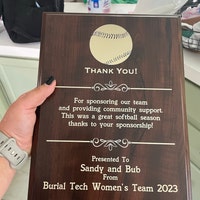 THANK YOU!
For sponsoring our team
and providing community support.
This was a great softball season
thanks to your sponsorship!
Presented To
Sandy and Bub
From
Burial Tech Women's Team 2023